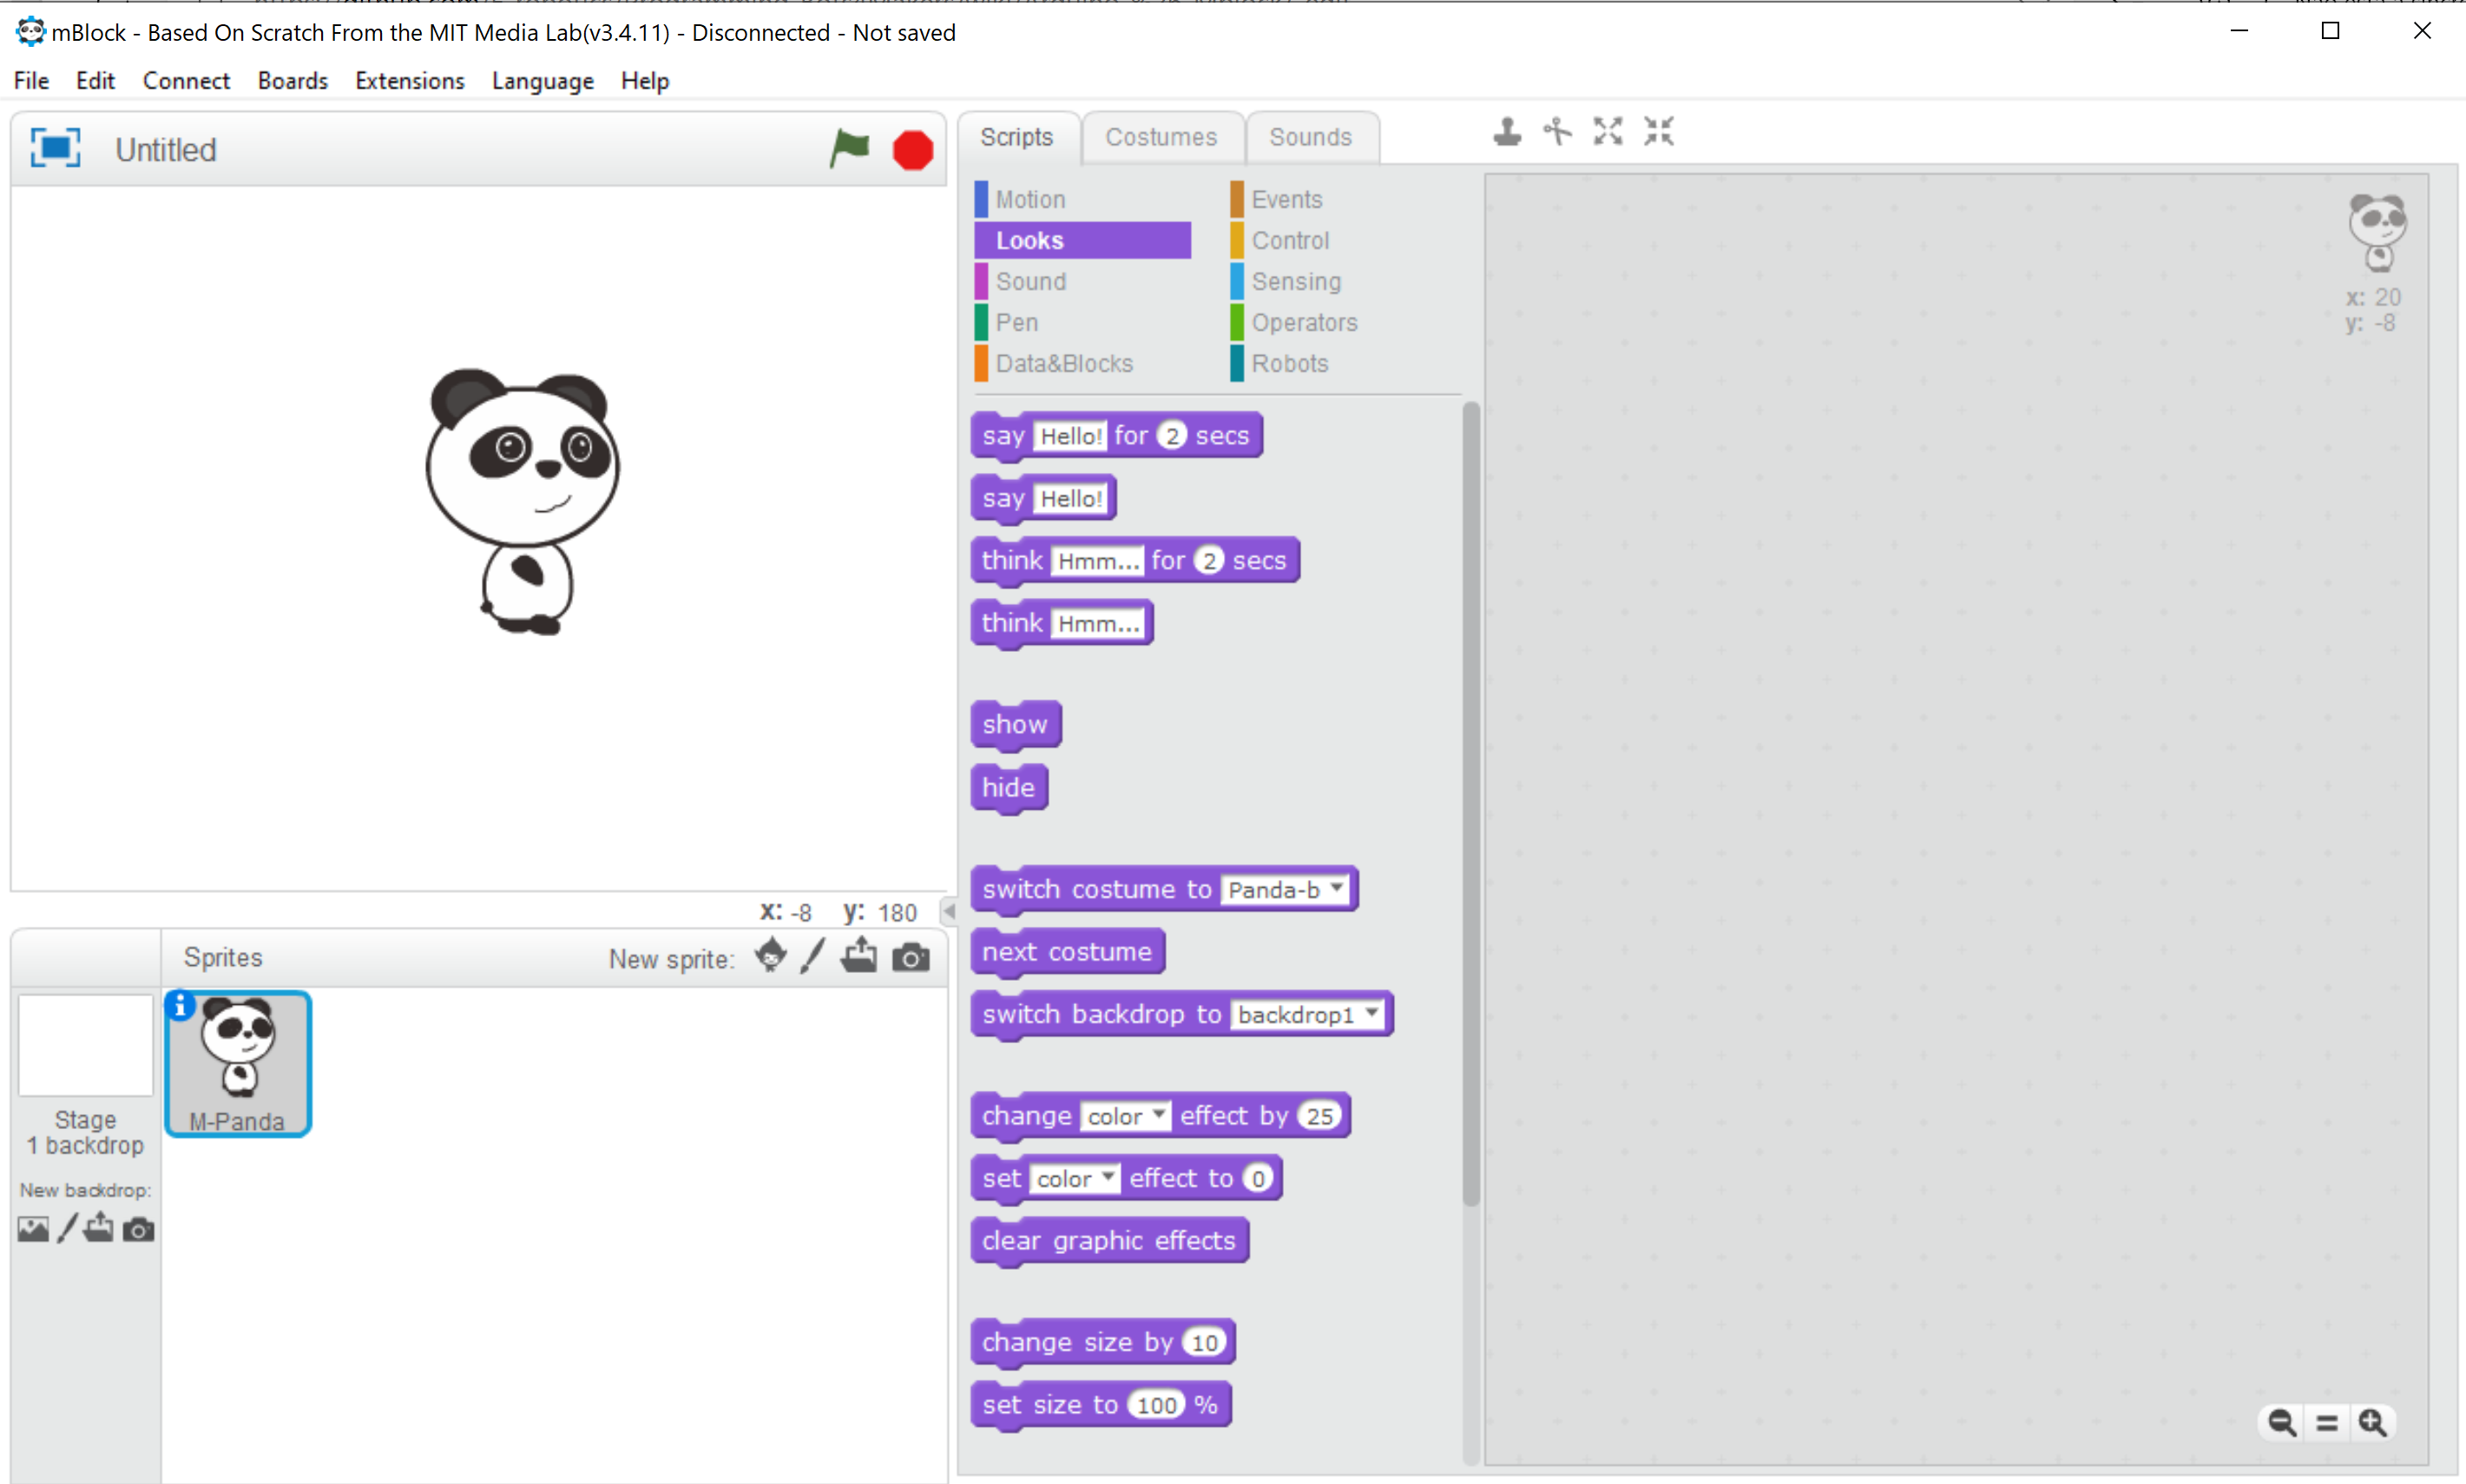 mBlock - Based On Scratch From the MIT Media Lab(v3.4.11) - Disconnected - Not saved
File Edit Connect Boards Extensions Language Help
Untitled
Scripts Costumes Sounds
Motion Events
Looks Control
Sound Sensing
Pen Operators
Data&Blocks Robots
x: 20
y: -8
say Hello! for 2 secs
say Hello!
think Hmm... for 2 secs
think Hmm...
show
hide
switch costume to Panda-b
next costume
switch backdrop to backdrop1
change color effect by 25
set color effect to 0
clear graphic effects
change size by 10
set size to 100 %
x: -8 y: 180
Sprites New sprite:
M-Panda
Stage
1 backdrop
New backdrop: